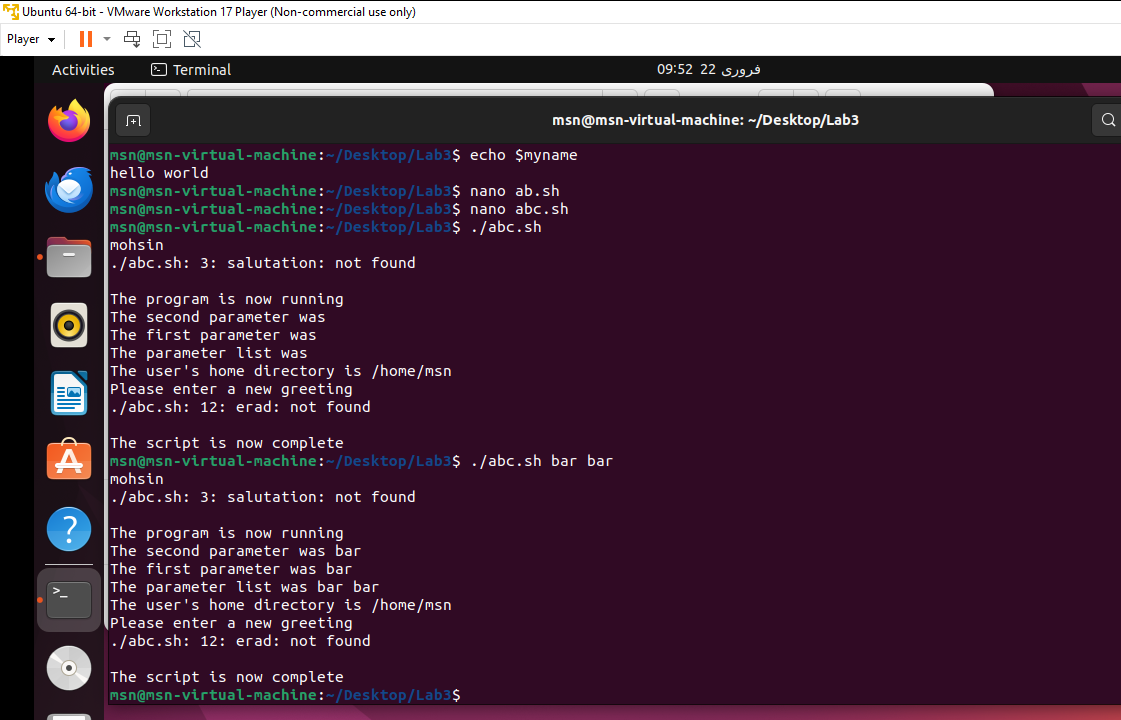 Ubuntu 64-bit - VMware Workstation 17 Player (Non-commercial use only)
Player
Activities
Terminal
09:52 22 فروری
msn@msn-virtual-machine: ~/Desktop/Lab3
msn@msn-virtual-machine:~/Desktop/Lab3$ echo $myname
hello world
msn@msn-virtual-machine:~/Desktop/Lab3$ nano ab.sh
msn@msn-virtual-machine:~/Desktop/Lab3$ nano abc.sh
msn@msn-virtual-machine:~/Desktop/Lab3$ ./abc.sh
mohsin
./abc.sh: 3: salutation: not found
The program is now running
The second parameter was
The first parameter was
The parameter list was
The user's home directory is /home/msn
Please enter a new greeting
./abc.sh: 12: erad: not found
The script is now complete
msn@msn-virtual-machine:~/Desktop/Lab3$ ./abc.sh bar bar
mohsin
./abc.sh: 3: salutation: not found
The program is now running
The second parameter was bar
The first parameter was bar
The parameter list was bar bar
The user's home directory is /home/msn
Please enter a new greeting
./abc.sh: 12: erad: not found
The script is now complete
msn@msn-virtual-machine:~/Desktop/Lab3$